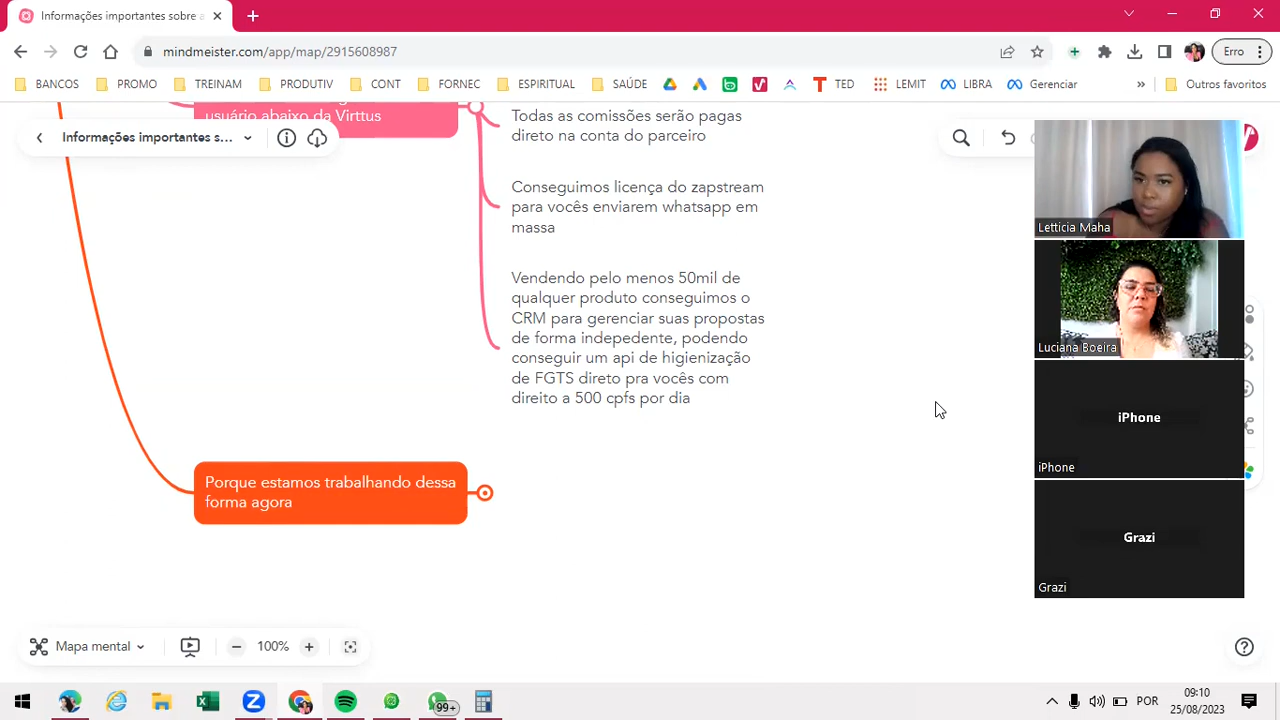 Informações importantes sobre a
mindmeister.com/app/map/2915608987
Erro
BANCOS
PROMO
TREINAM
PRODUTIV
CONT
FORNEC
ESPIRITUAL
SAÚDE
TED
LEMIT
LIBRA
Gerenciar
»
Outros favoritos
usuário abaixo da Virttus
Informações importantes s...
Todas as comissões serão pagas
direto na conta do parceiro
Conseguimos licença do zapstream
para vocês enviarem whatsapp em
massa
Vendendo pelo menos 50mil de
qualquer produto conseguimos o
CRM para gerenciar suas propostas
de forma indepedente, podendo
conseguir um api de higienização
de FGTS direto pra vocês com
direito a 500 cpfs por dia
Porque estamos trabalhando dessa
forma agora
Letticia Maha
Luciana Boeira
iPhone
iPhone
Grazi
Grazi
Mapa mental
100%
99+
POR
09:10
25/08/2023